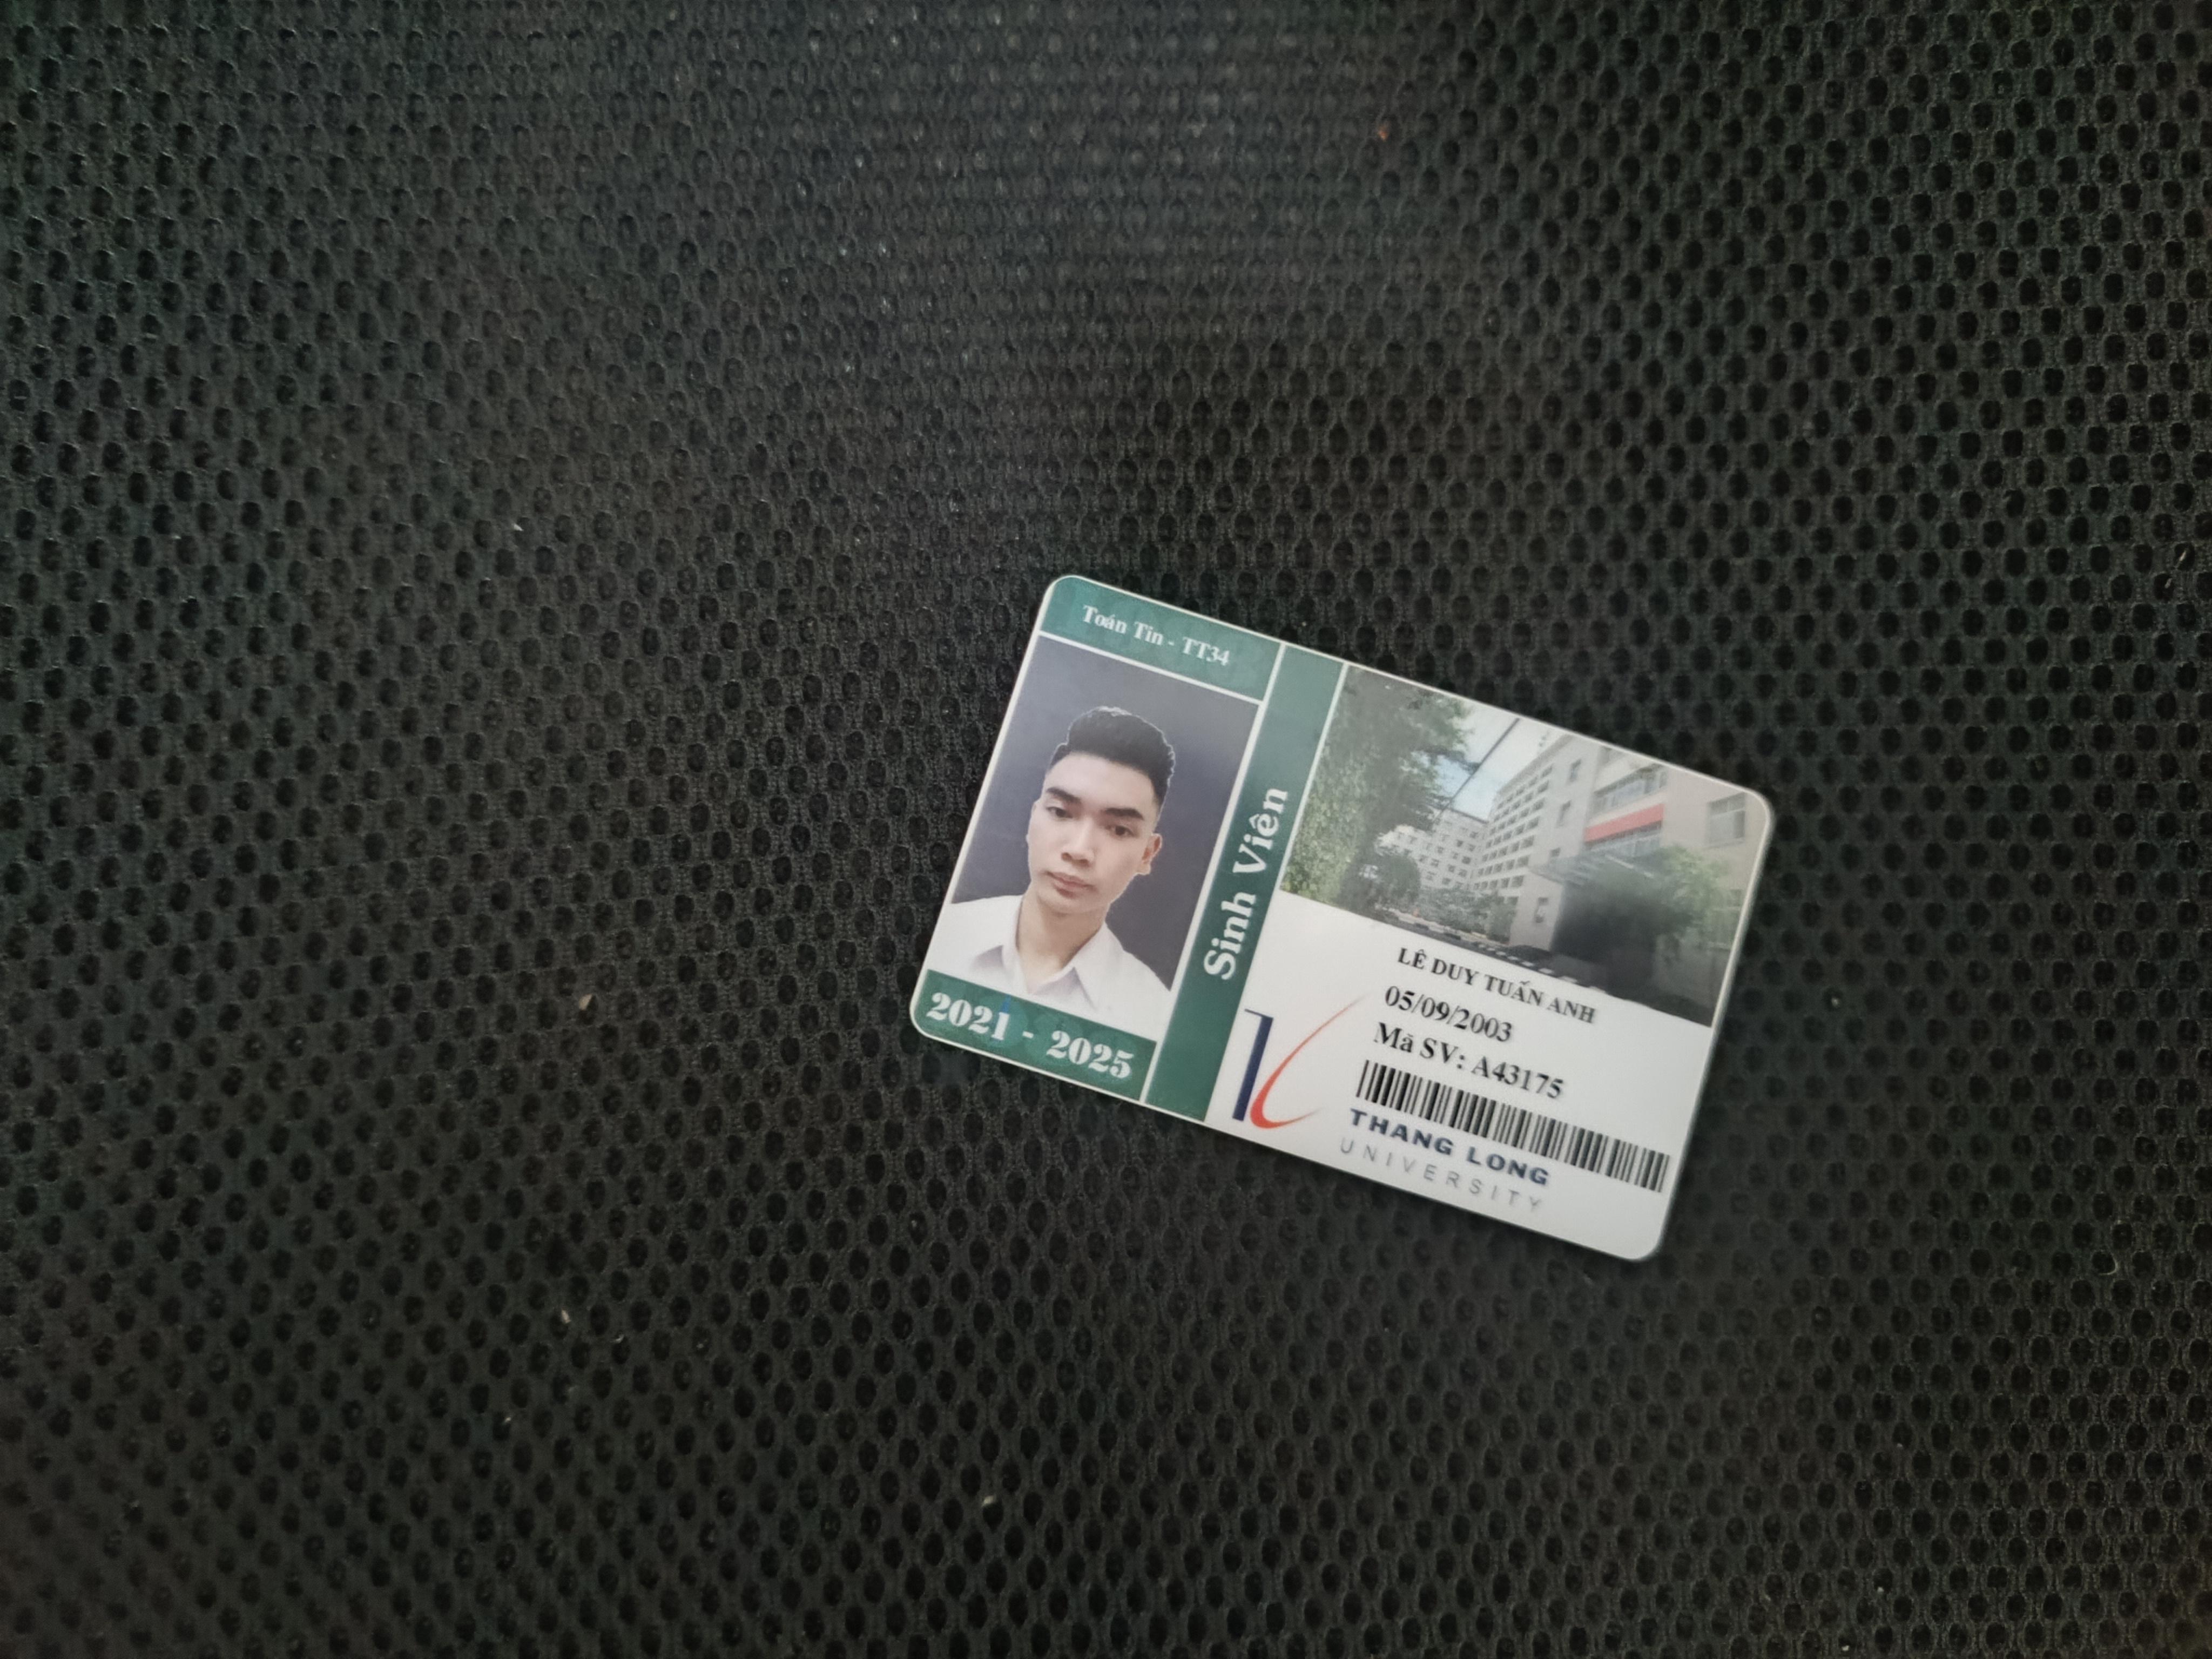 Toán Tin - TT34
2021 - 2025
Sinh Viên
LÊ DUY TUẤN ANH
05/09/2003
Mã SV: A43175
THANG LONG
UNIVERSITY